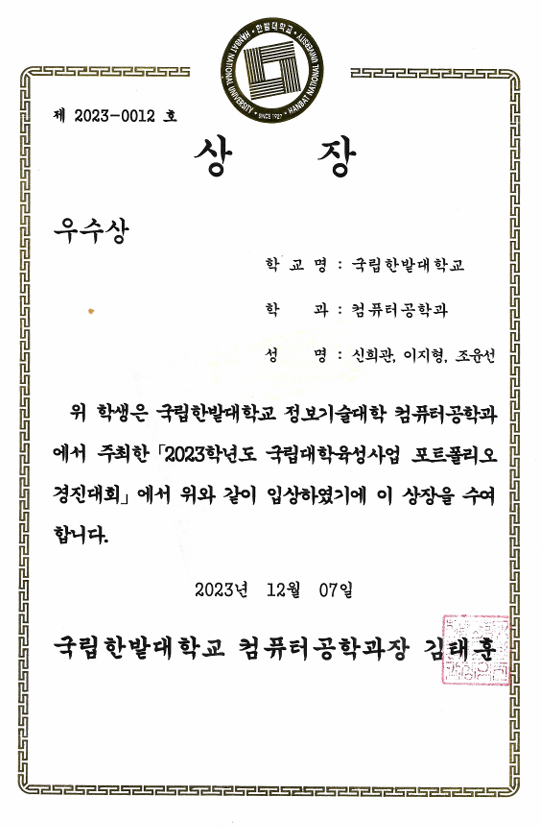 한밭대학교
HANBAT NATIONAL UNIVERSITY · SINCE 1927 · HANBAT NATIONAL UNIVERSITY
제 2023-0012 호
상 장
우수상
학 교 명 : 국립한밭대학교
학 과 : 컴퓨터공학과
성 명 : 신희관, 이지형, 조윤선
위 학생은 국립한밭대학교 정보기술대학 컴퓨터공학과
에서 주최한 「2023학년도 국립대학육성사업 포트폴리오
경진대회」 에서 위와 같이 입상하였기에 이 상장을 수여
합니다.
2023년 12월 07일
국립한밭대학교 컴퓨터공학과장 김태훈